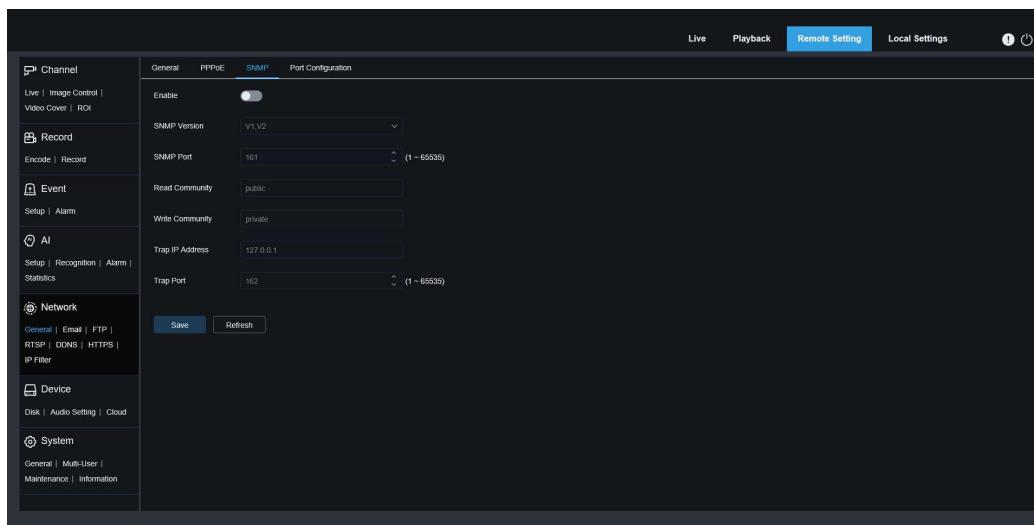 Live Playback Remote Setting Local Settings
Channel
Live | Image Control |
Video Cover | ROI
Record
Encode | Record
Event
Setup | Alarm
AI
Setup | Recognition | Alarm |
Statistics
Network
General | Email | FTP |
RTSP | DDNS | HTTPS |
IP Filter
Device
Disk | Audio Setting | Cloud
System
General | Multi-User |
Maintenance | Information
General PPPoE SNMP Port Configuration
Enable
SNMP Version V1,V2
SNMP Port 161 (1 ~ 65535)
Read Community public
Write Community private
Trap IP Address 127.0.0.1
Trap Port 162 (1 ~ 65535)
Save Refresh